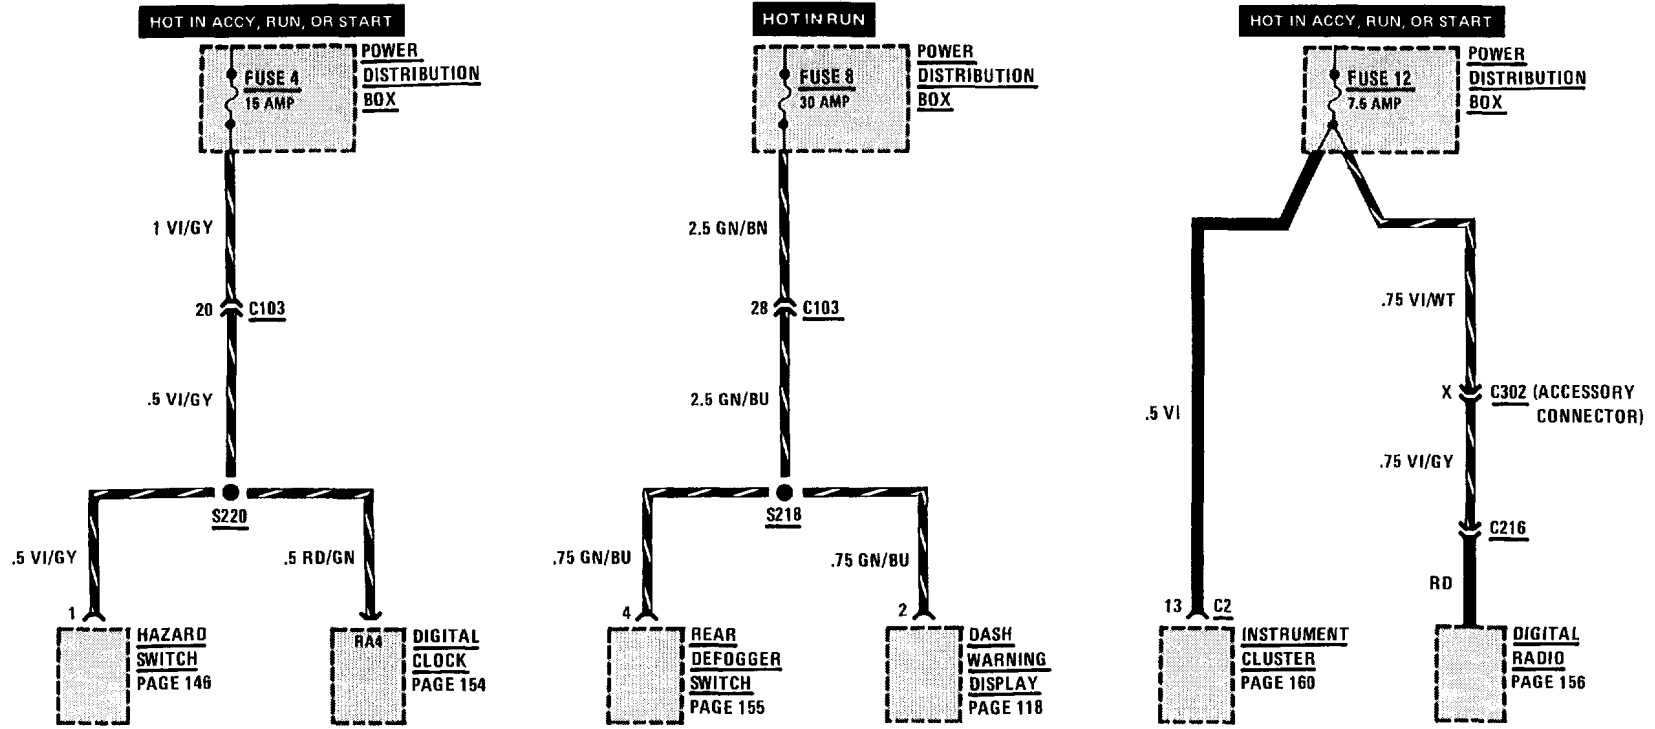 HOT IN ACCY, RUN, OR START
POWER
DISTRIBUTION
BOX
FUSE 4
15 AMP
1 VI/GY
20
C103
.5 VI/GY
S220
.5 VI/GY
.5 RD/GN
1
HAZARD
SWITCH
PAGE 146
RA4
DIGITAL
CLOCK
PAGE 154
HOT IN RUN
POWER
DISTRIBUTION
BOX
FUSE 8
30 AMP
2.5 GN/BN
28
C103
2.5 GN/BU
S218
.75 GN/BU
.75 GN/BU
4
REAR
DEFOGGER
SWITCH
PAGE 155
2
DASH
WARNING
DISPLAY
PAGE 118
HOT IN ACCY, RUN, OR START
POWER
DISTRIBUTION
BOX
FUSE 12
7.5 AMP
.75 VI/WT
X
C302 (ACCESSORY
CONNECTOR)
.5 VI
.75 VI/GY
C216
RD
13
C2
INSTRUMENT
CLUSTER
PAGE 160
DIGITAL
RADIO
PAGE 156